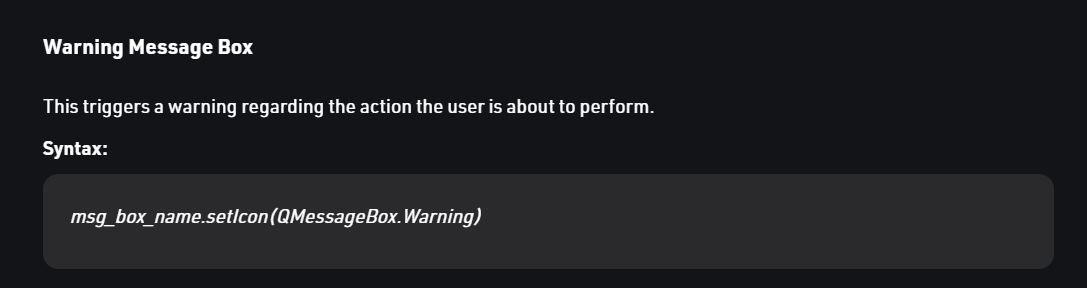 Warning Message Box
This triggers a warning regarding the action the user is about to perform.
Syntax:
msg_box_name.setIcon(QMessageBox.Warning)